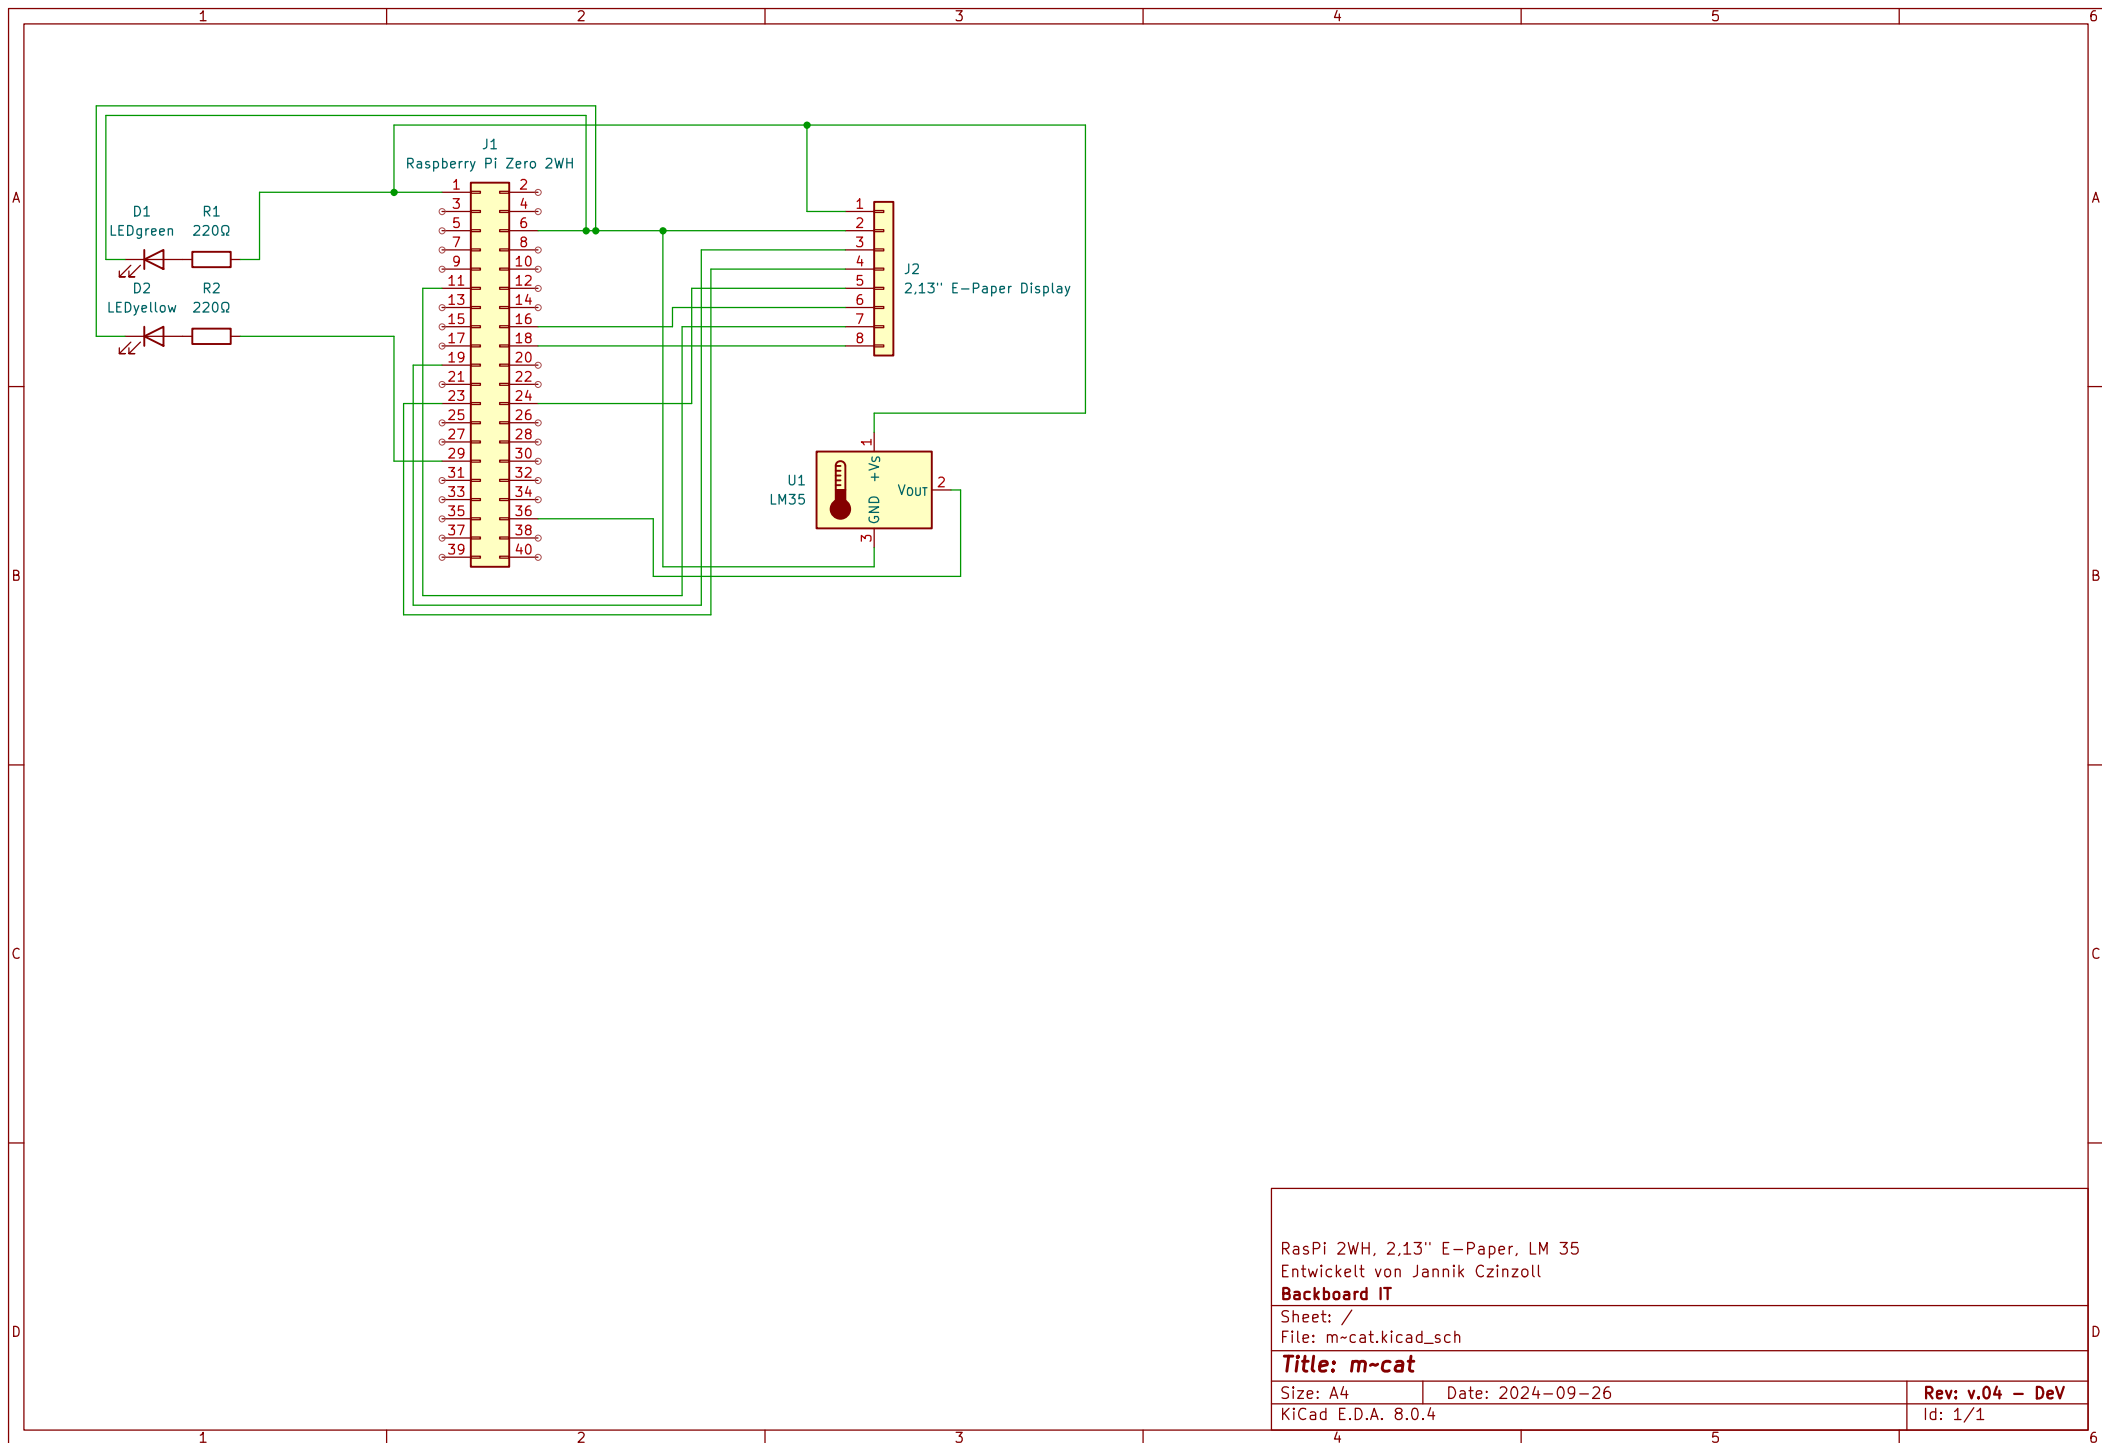 1 2 3 4 5 6
A A
J1
Raspberry Pi Zero 2WH
D1 R1
LEDgreen 220Ω
D2 R2
LEDyellow 220Ω
1 2
3 4
5 6
7 8
9 10
11 12
13 14
15 16
17 18
19 20
21 22
23 24
25 26
27 28
29 30
31 32
33 34
35 36
37 38
39 40
1
2
3
4
5
6
7
8
J2
2,13" E-Paper Display
U1
LM35
1
+Vs
VOUT 2
GND
3
B B
C C
D D
RasPi 2WH, 2,13" E-Paper, LM 35
Entwickelt von Jannik Czinzoll
Backboard IT
Sheet: /
File: m~cat.kicad_sch
Title: m~cat
Size: A4 Date: 2024-09-26 Rev: v.04 - DeV
KiCad E.D.A. 8.0.4 Id: 1/1
1 2 3 4 5 6